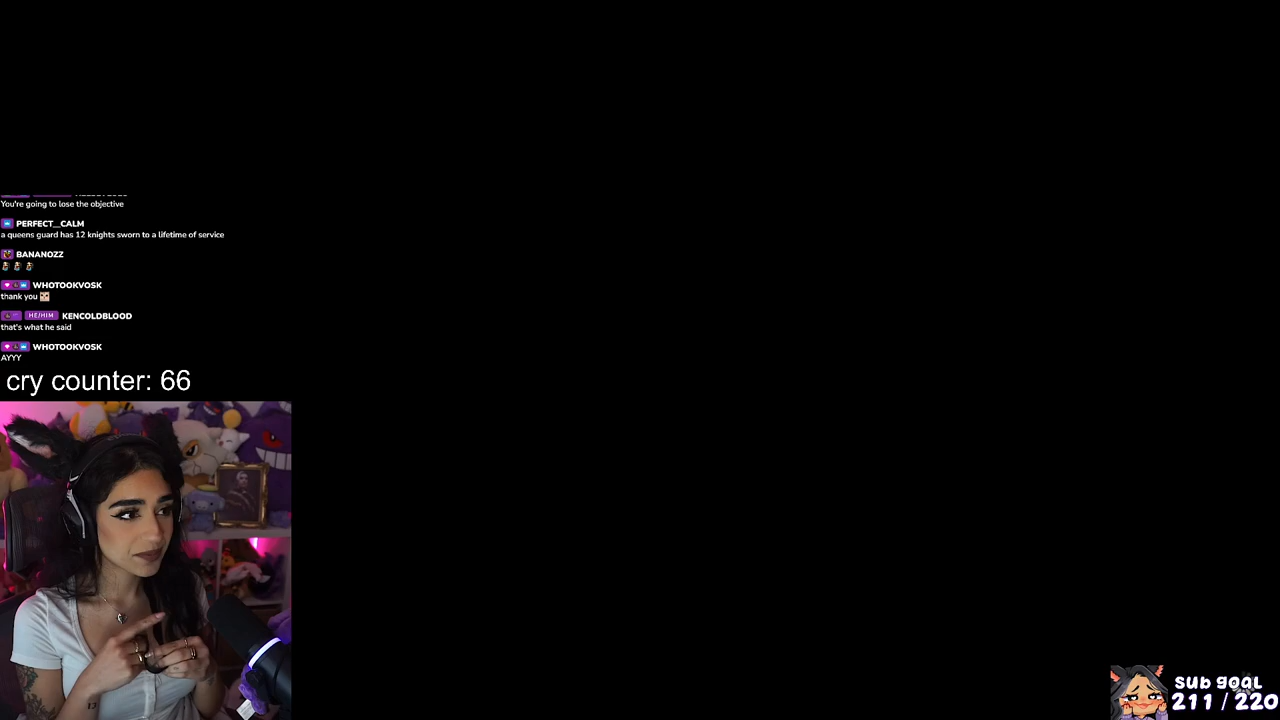 You're going to lose the objective
PERFECT__CALM
a queens guard has 12 knights sworn to a lifetime of service
BANANOZZ
WHOTOOKVOSK
thank you
HE/HIM KENCOLDBLOOD
that's what he said
WHOTOOKVOSK
AYYY
cry counter: 66
13
sub goal
211 / 220